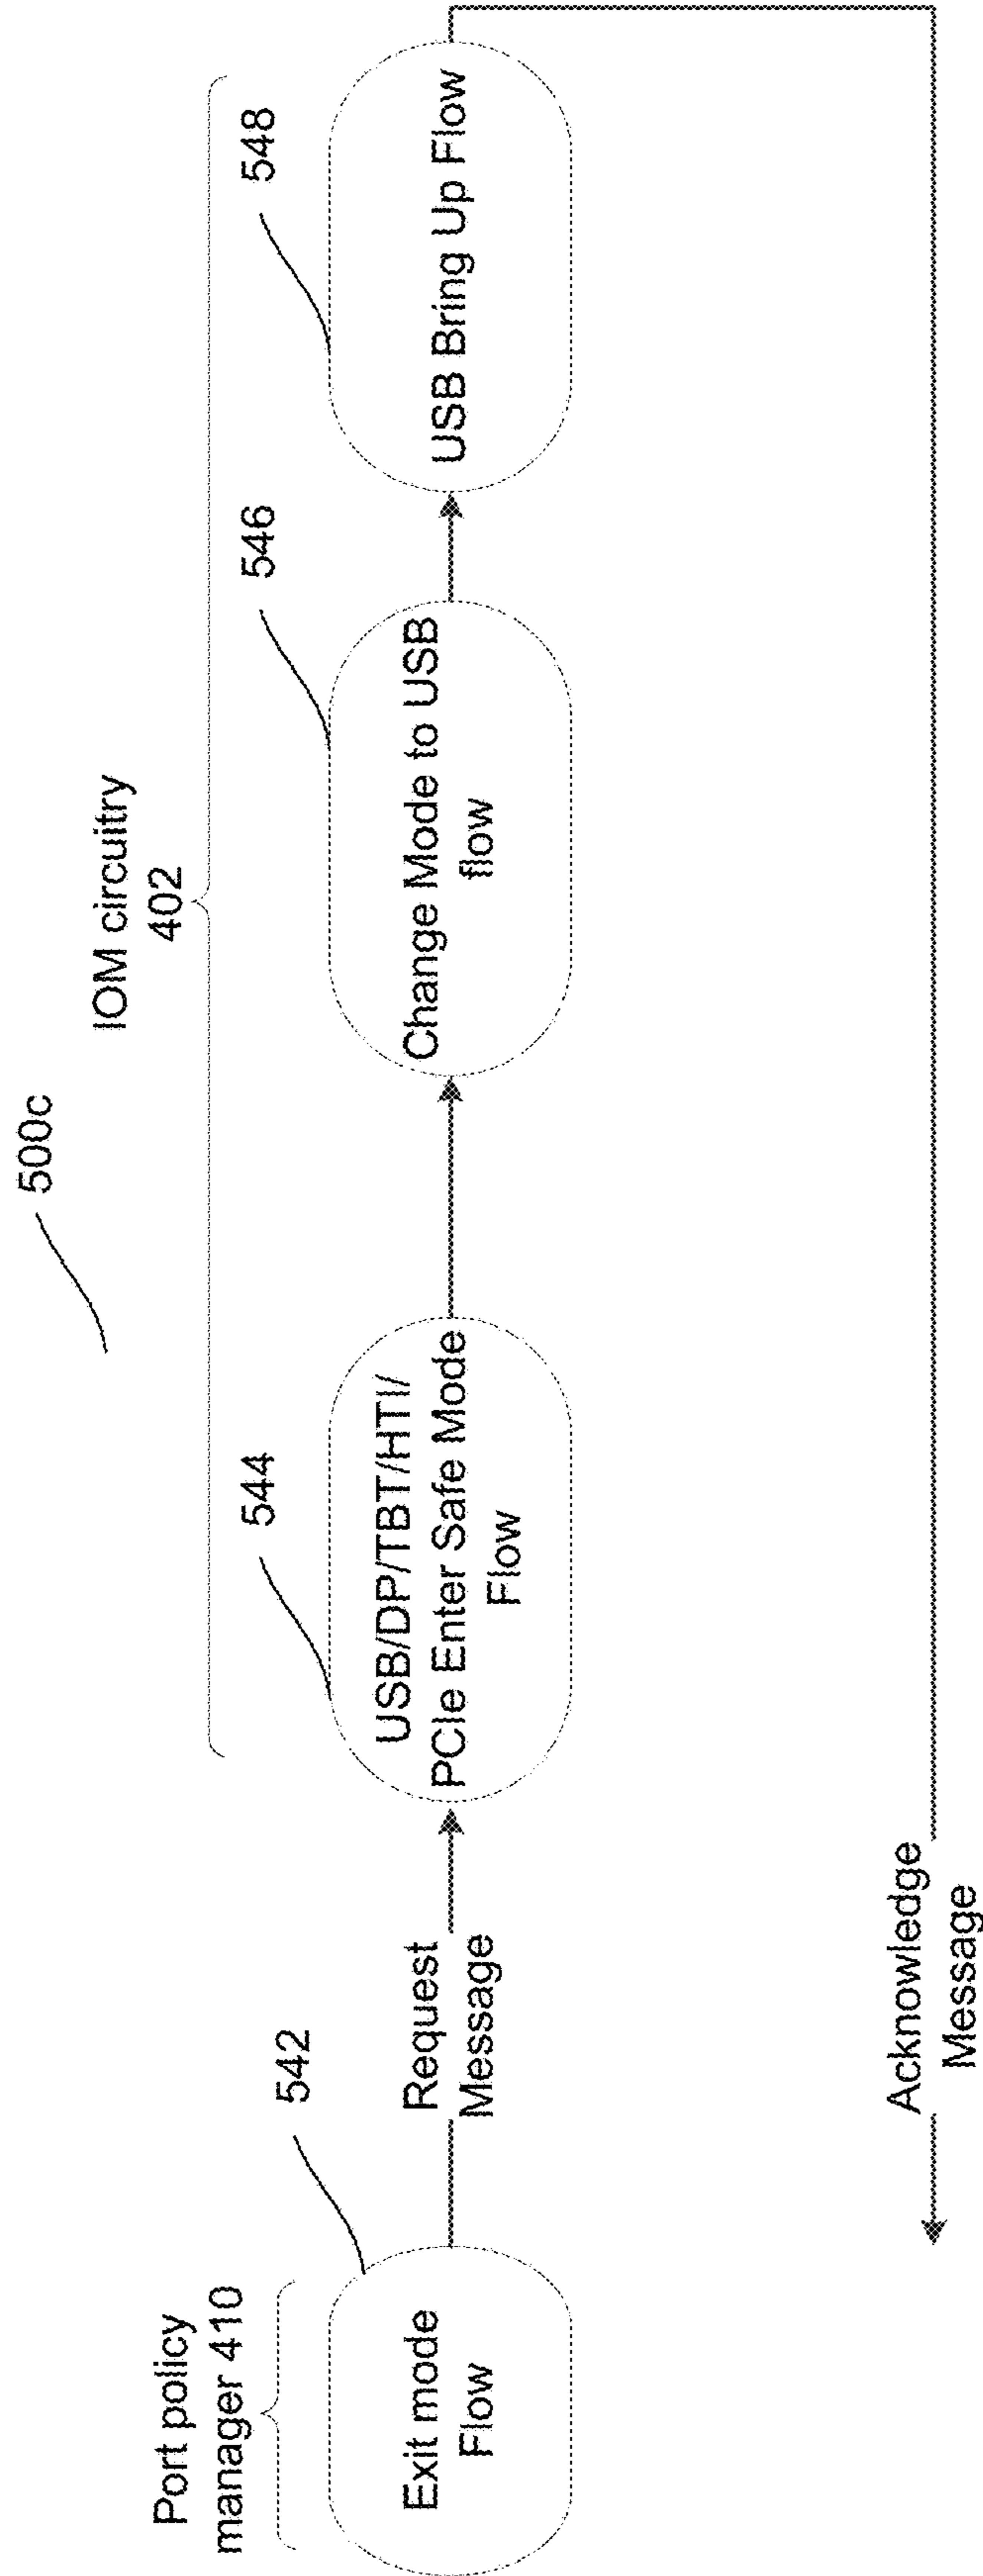 500c
Port policy
manager 410
IOM circuitry
402
542
544
546
548
Exit mode
Flow
Request
Message
USB/DP/TBT/HTI/
PCIe Enter Safe Mode
Flow
Change Mode to USB
flow
USB Bring Up Flow
Acknowledge
Message